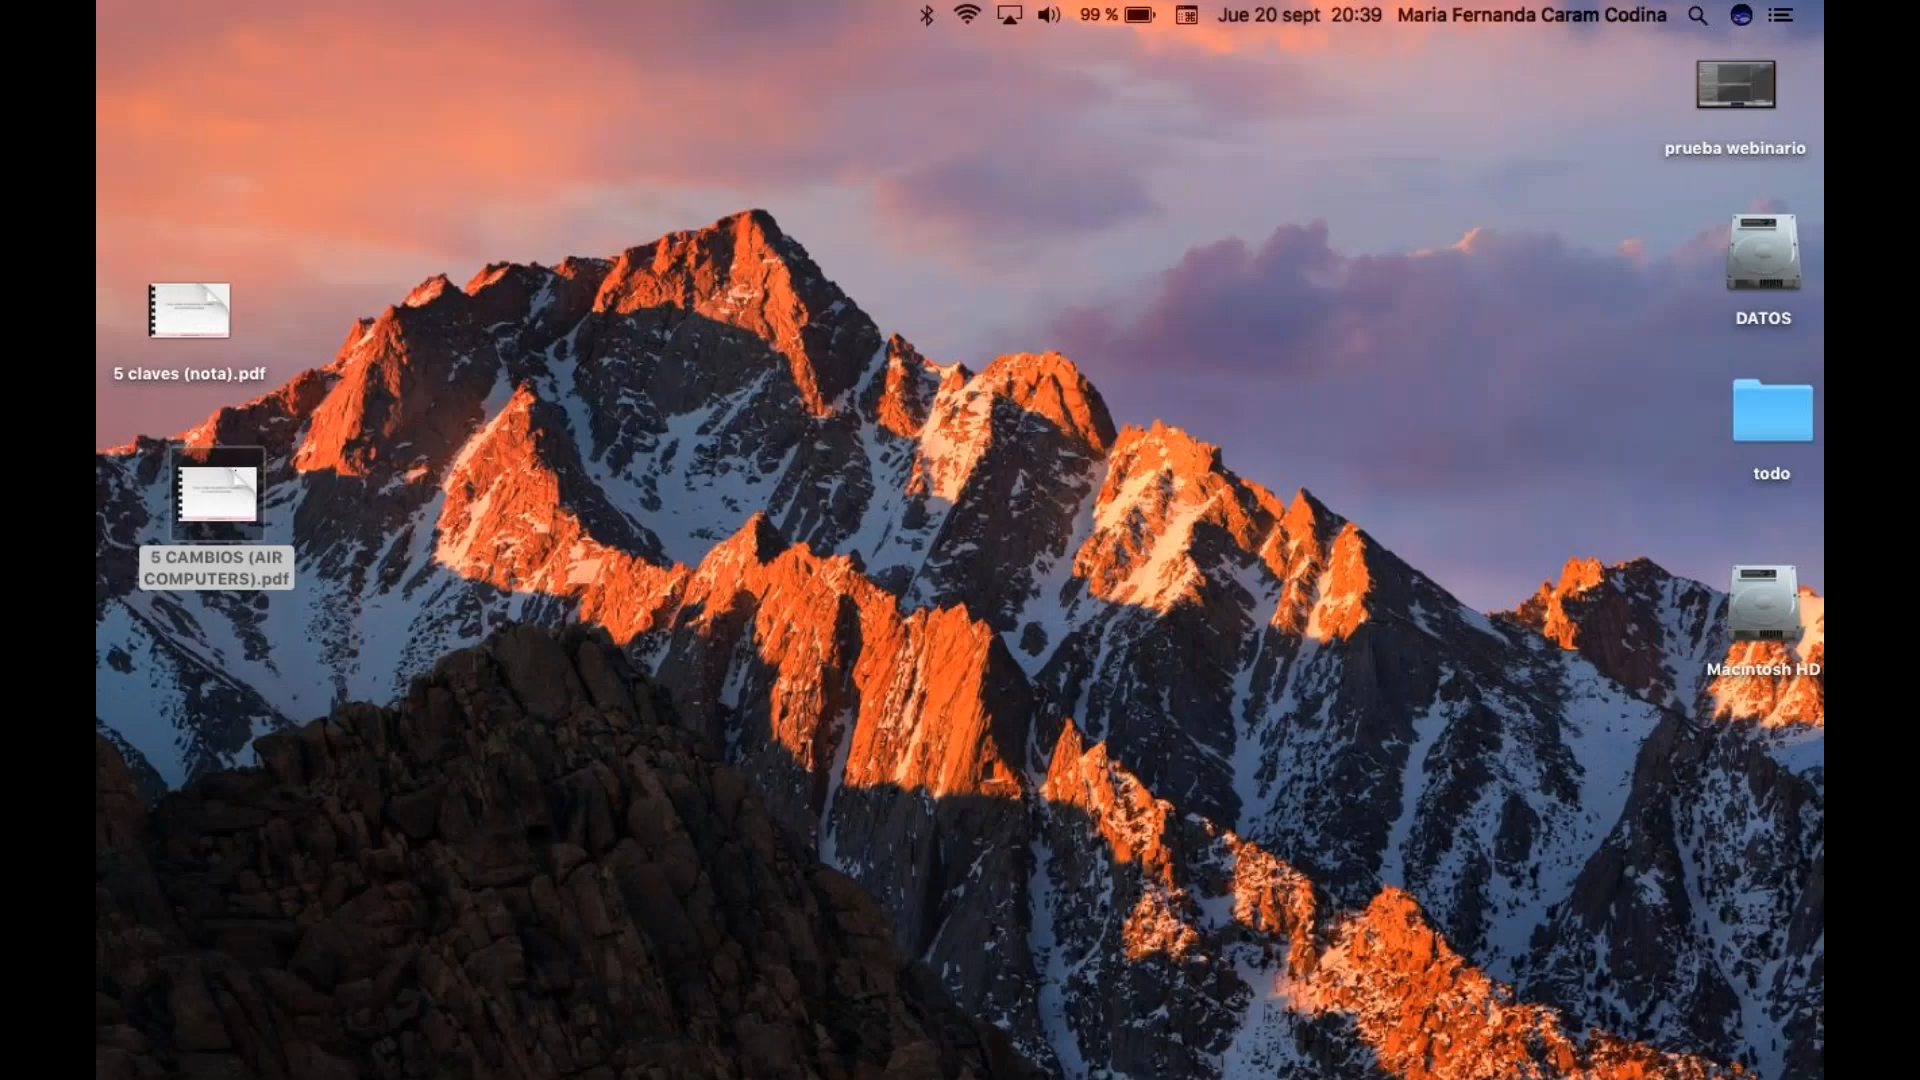 99 %
Jue 20 sept 20:39
Maria Fernanda Caram Codina
prueba webinario
DATOS
5 claves (nota).pdf
todo
5 CAMBIOS (AIR
COMPUTERS).pdf
Macintosh HD